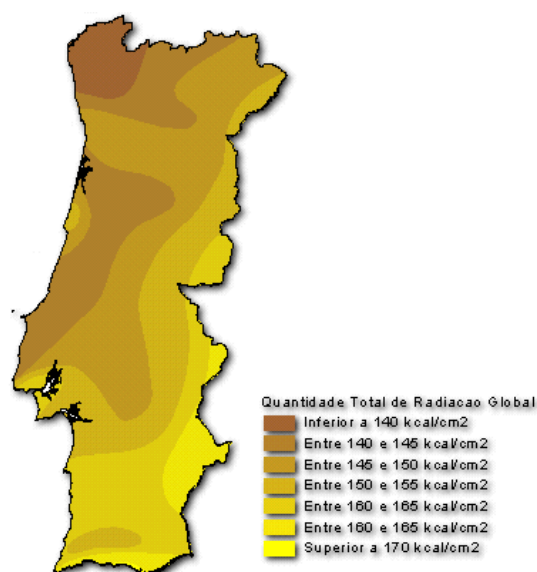 Quantidade Total de Radiacao Global
Inferior a 140 kcal/cm2
Entre 140 e 145 kcal/cm2
Entre 145 e 150 kcal/cm2
Entre 150 e 155 kcal/cm2
Entre 160 e 165 kcal/cm2
Entre 160 e 165 kcal/cm2
Superior a 170 kcal/cm2